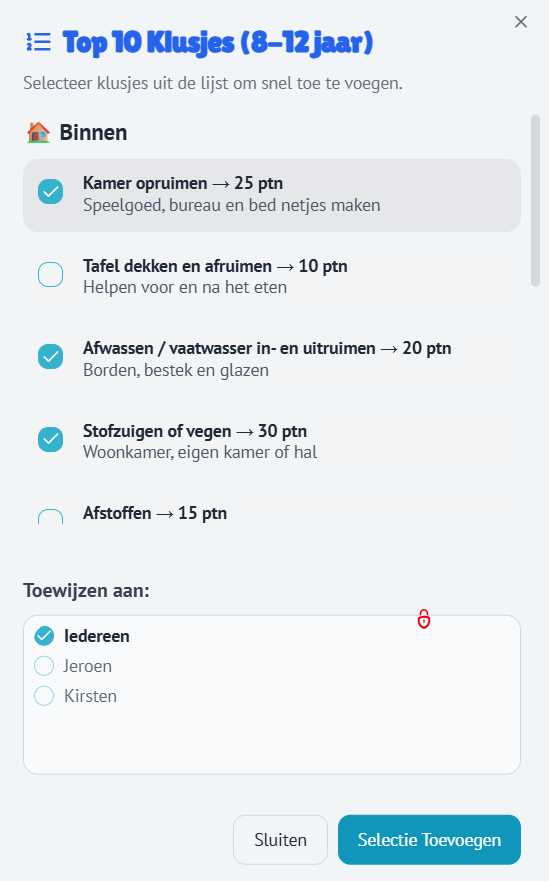 Top 10 Klusjes (8–12 jaar)
Selecteer klusjes uit de lijst om snel toe te voegen.
Binnen
Kamer opruimen → 25 ptn
Speelgoed, bureau en bed netjes maken
Tafel dekken en afruimen → 10 ptn
Helpen voor en na het eten
Afwassen / vaatwasser in- en uitruimen → 20 ptn
Borden, bestek en glazen
Stofzuigen of vegen → 30 ptn
Woonkamer, eigen kamer of hal
Afstoffen → 15 ptn
Toewijzen aan:
Iedereen
Jeroen
Kirsten
Sluiten
Selectie Toevoegen